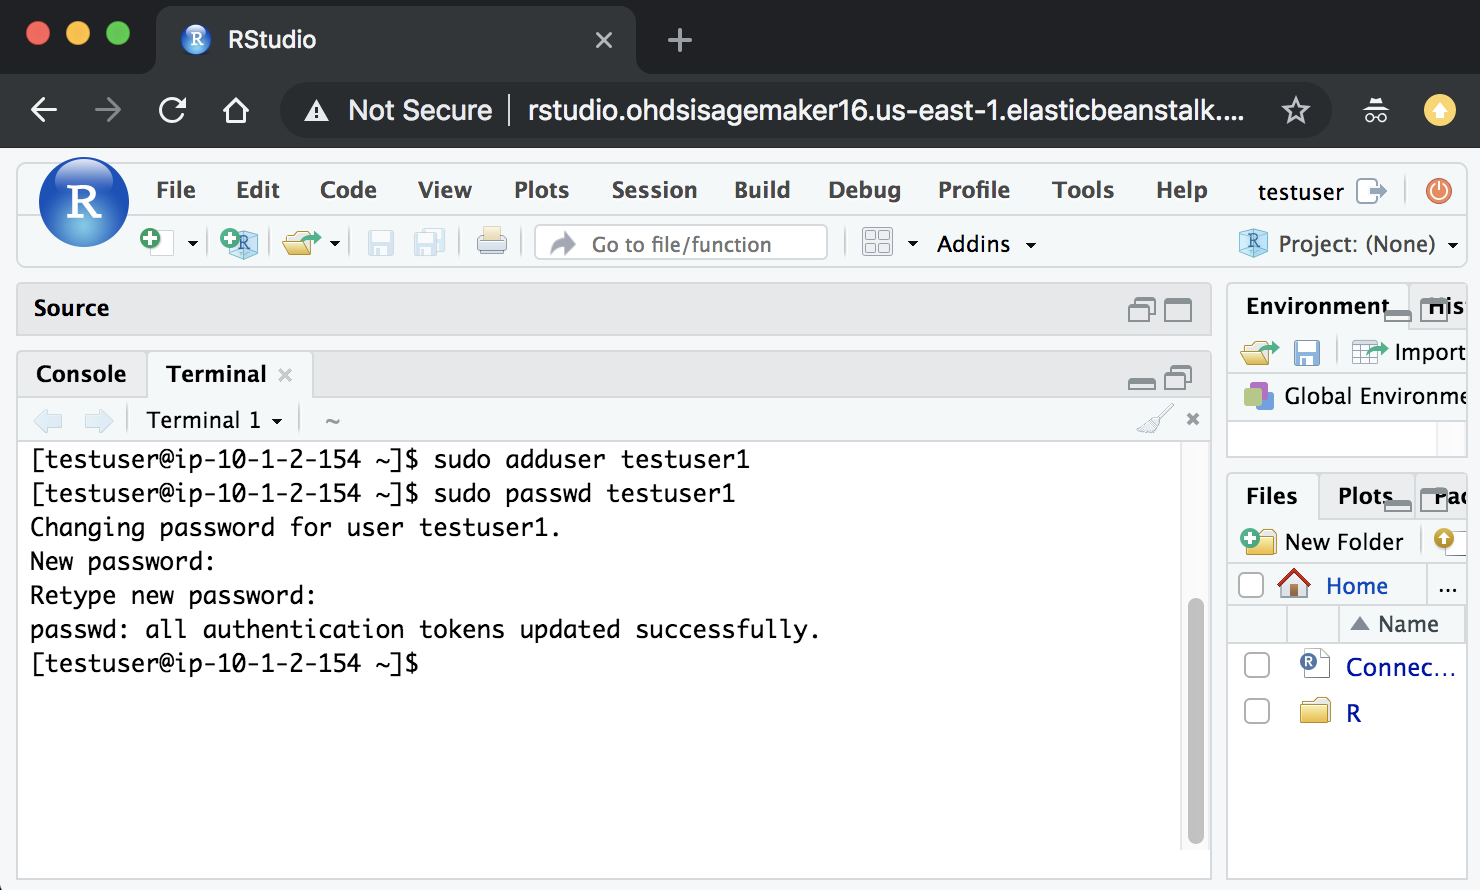 RStudio
Not Secure | rstudio.ohdsisagemaker16.us-east-1.elasticbeanstalk....
R
File Edit Code View Plots Session Build Debug Profile Tools Help testuser
Go to file/function Addins Project: (None)
Source
Console Terminal
Terminal 1 ~
[testuser@ip-10-1-2-154 ~]$ sudo adduser testuser1
[testuser@ip-10-1-2-154 ~]$ sudo passwd testuser1
Changing password for user testuser1.
New password:
Retype new password:
passwd: all authentication tokens updated successfully.
[testuser@ip-10-1-2-154 ~]$
Environment His
Import
Global Environme
Files Plots Pac
New Folder
Home ...
Name
Connec...
R